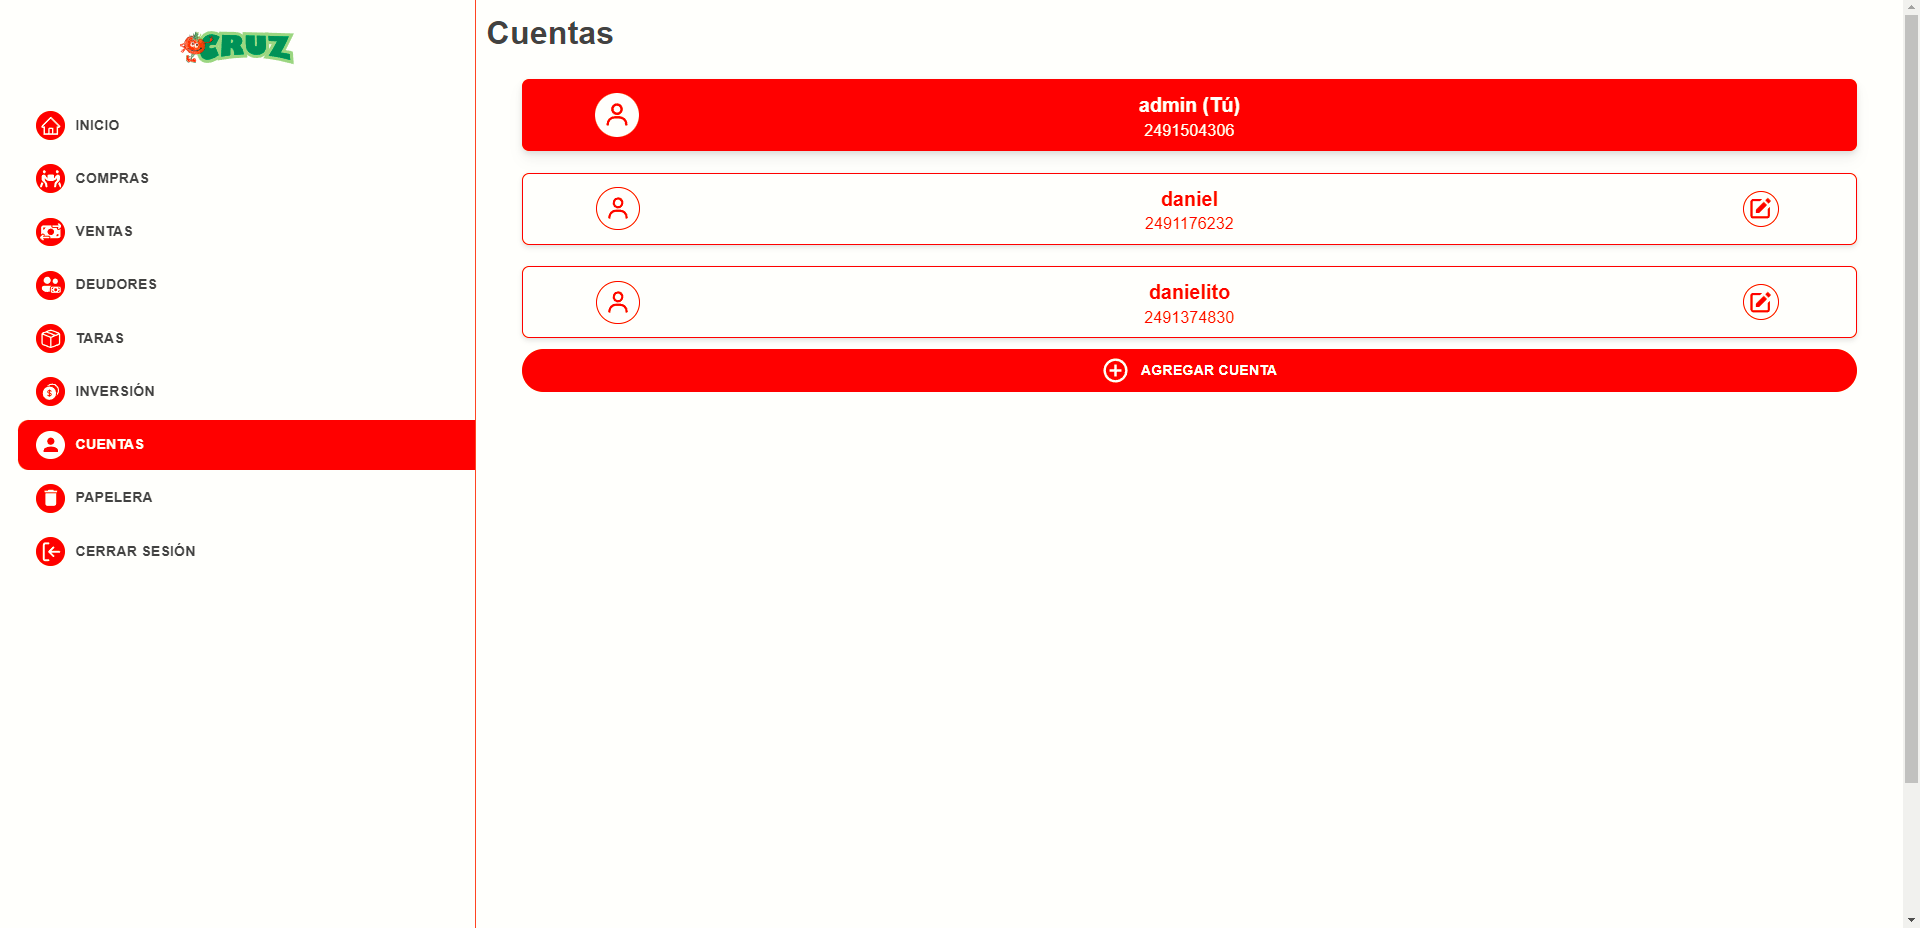 CRUZ
INICIO
COMPRAS
VENTAS
DEUDORES
TARAS
INVERSIÓN
CUENTAS
PAPELERA
CERRAR SESIÓN
Cuentas
admin (Tú)
2491504306
daniel
2491176232
danielito
2491374830
AGREGAR CUENTA